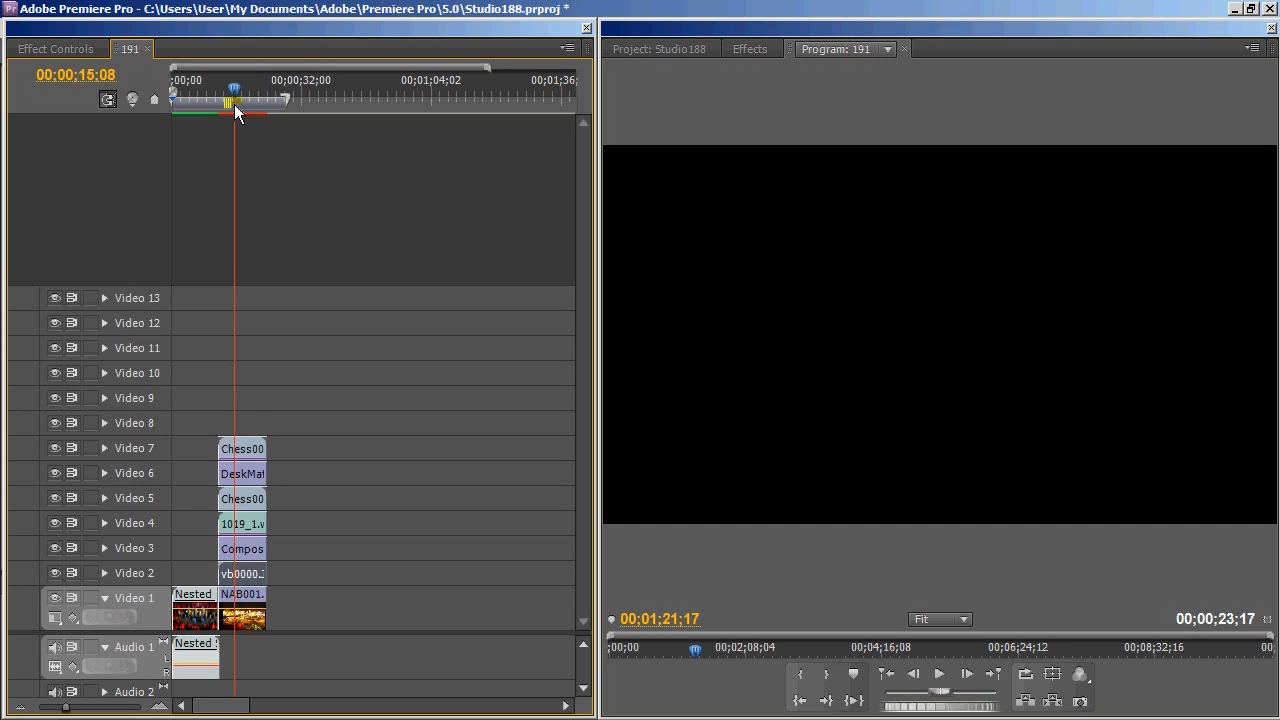 Adobe Premiere Pro - C:\Users\User\My Documents\Adobe\Premiere Pro\5.0\Studio188.prproj *
Effect Controls
191
Project: Studio188
Effects
Program: 191
00;00;15;08
;00;00
00;00;32;00
00;01;04;02
00;01;36;
Video 13
Video 12
Video 11
Video 10
Video 9
Video 8
Video 7
Chess00
Video 6
DeskMat
Video 5
Chess00
Video 4
1019_1.v
Video 3
Compos
Video 2
vb0000.
Video 1
Nested
NAB001.
Audio 1
Nested
L
R
Audio 2
00;01;21;17
Fit
00;00;23;17
;00;00
00;02;08;04
00;04;16;08
00;06;24;12
00;08;32;16
00;